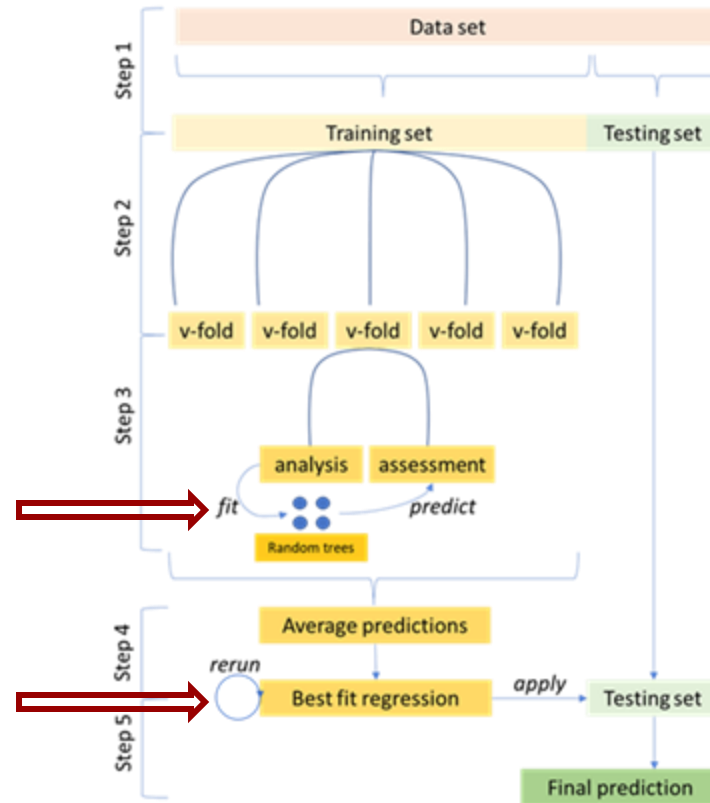 Data set
Step 1
Training set
Testing set
Step 2
v-fold
v-fold
v-fold
v-fold
v-fold
Step 3
analysis
assessment
fit
predict
Random trees
Step 4
Average predictions
rerun
Best fit regression
apply
Testing set
Step 5
Final prediction